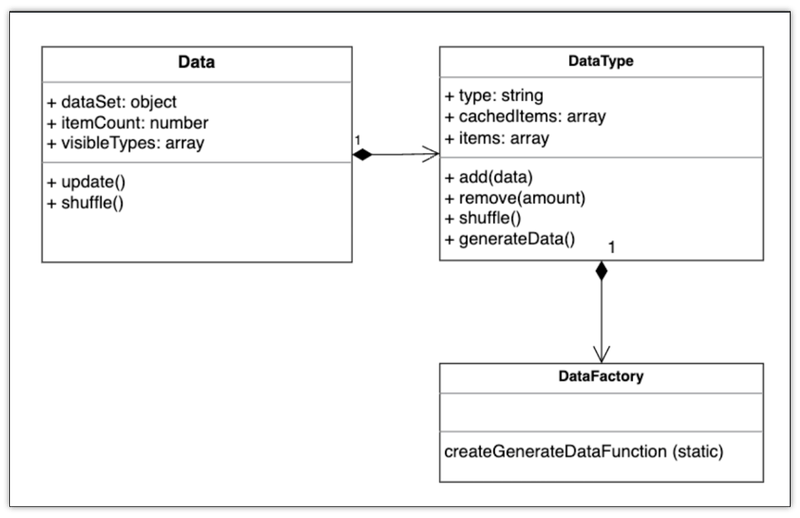 Data
+ dataSet: object
+ itemCount: number
+ visibleTypes: array
+ update()
+ shuffle()
1
DataType
+ type: string
+ cachedItems: array
+ items: array
+ add(data)
+ remove(amount)
+ shuffle()
+ generateData()
1
DataFactory
createGenerateDataFunction (static)